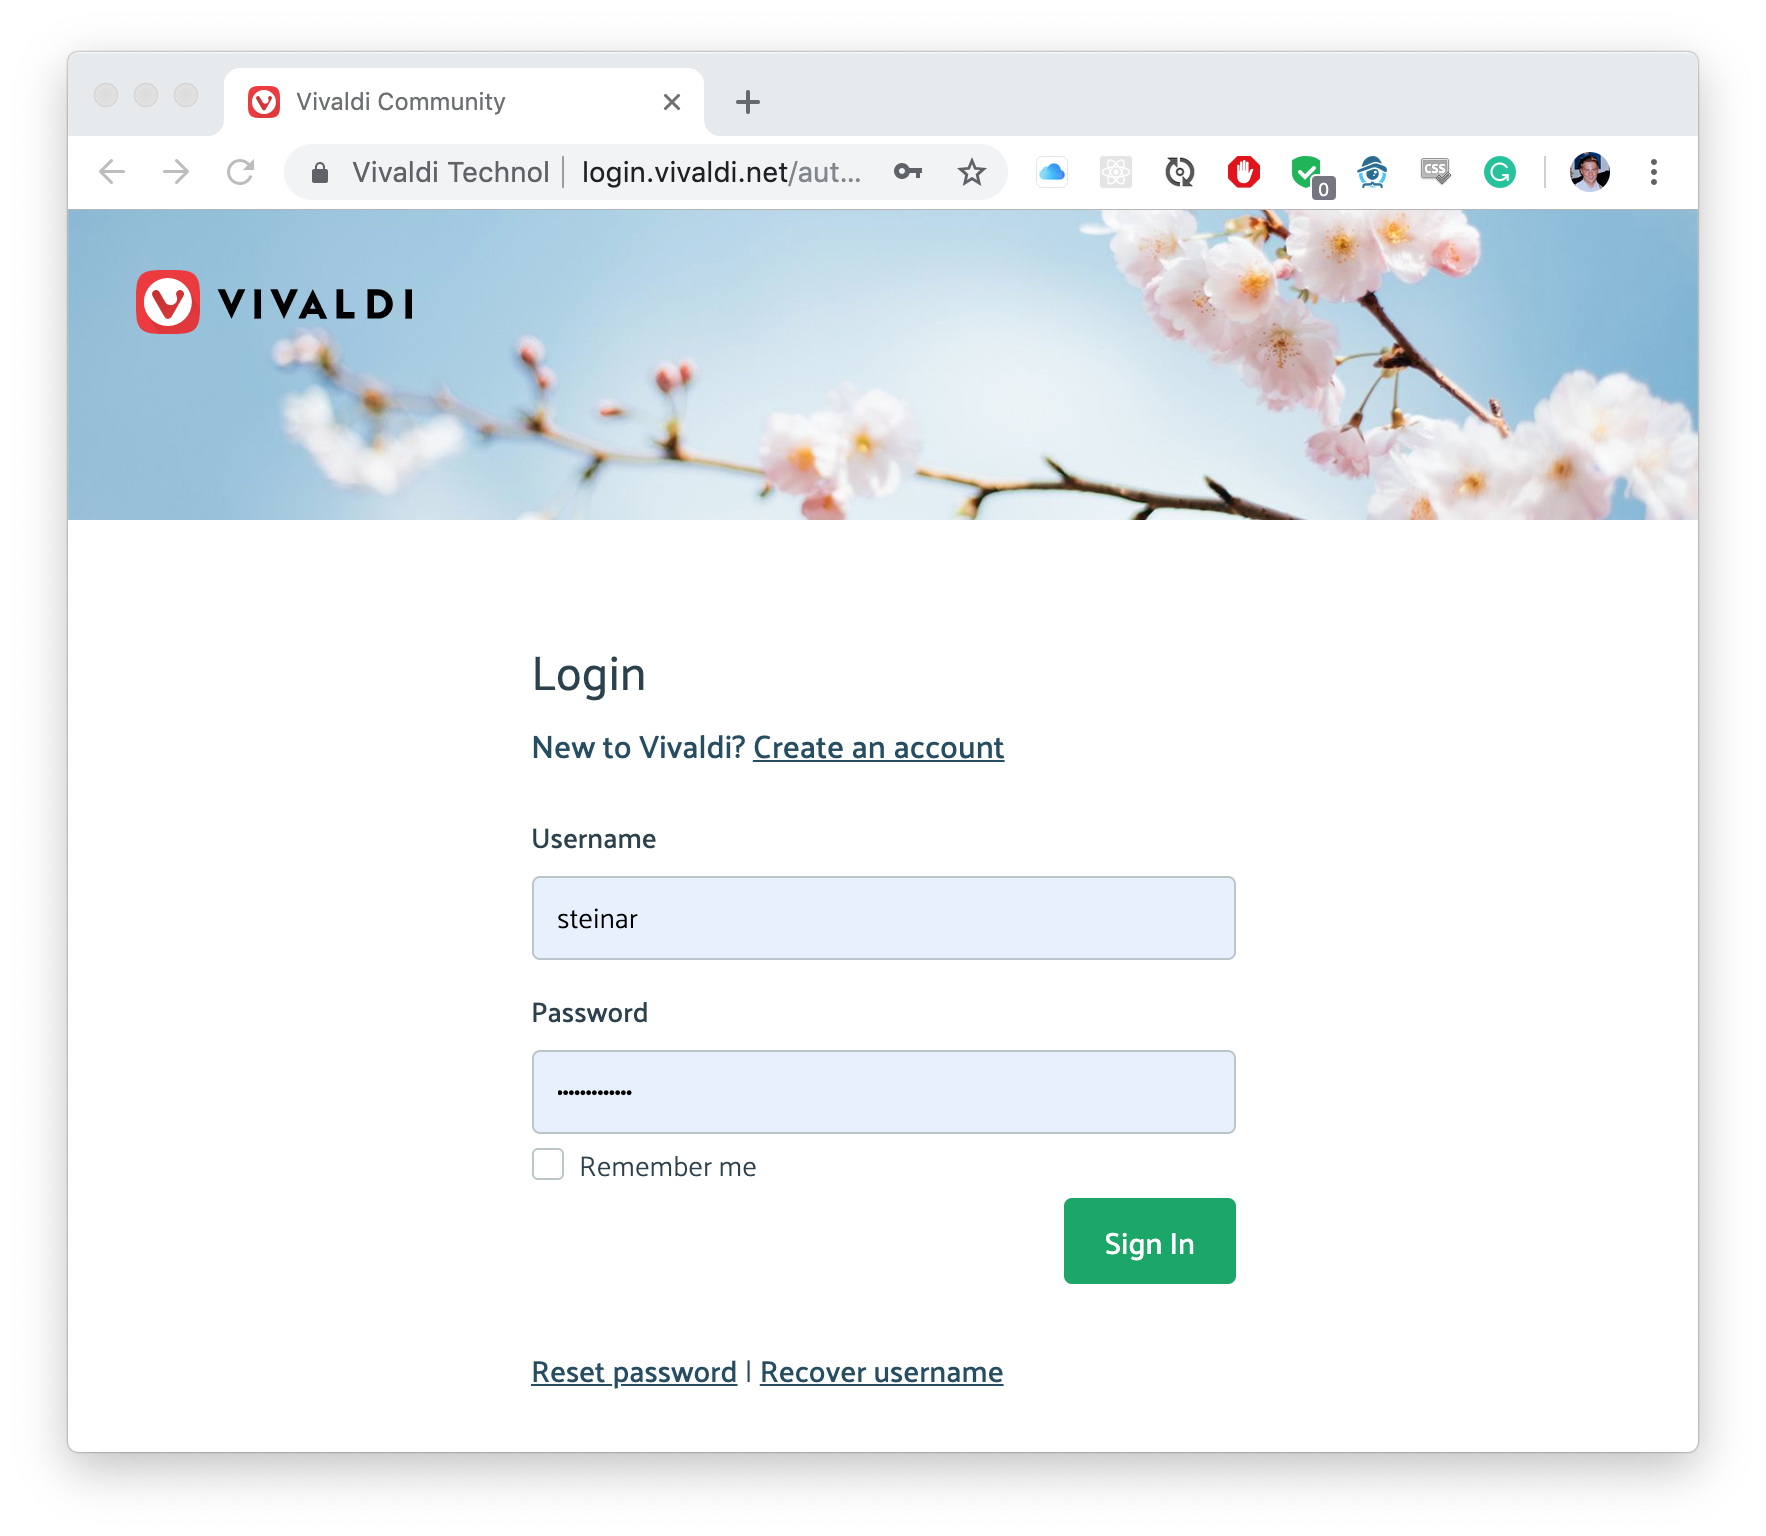 Vivaldi Community
Vivaldi Technol | login.vivaldi.net/aut...
0
CSS
G
VIVALDI
Login
New to Vivaldi? Create an account
Username
steinar
Password
•••••••••••••
Remember me
Sign In
Reset password | Recover username